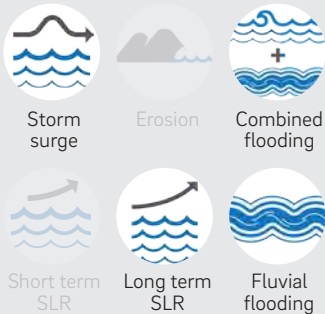 Storm
surge
Erosion
Combined
flooding
Short term
SLR
Long term
SLR
Fluvial
flooding